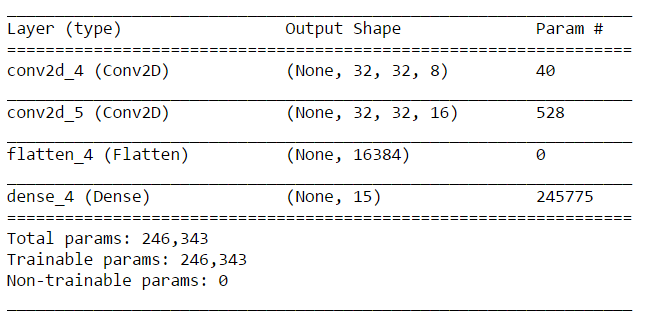 _________________________________________________________________
Layer (type)                 Output Shape              Param #
=================================================================
conv2d_4 (Conv2D)            (None, 32, 32, 8)         40
_________________________________________________________________
conv2d_5 (Conv2D)            (None, 32, 32, 16)        528
_________________________________________________________________
flatten_4 (Flatten)          (None, 16384)             0
_________________________________________________________________
dense_4 (Dense)              (None, 15)                245775
=================================================================
Total params: 246,343
Trainable params: 246,343
Non-trainable params: 0
_________________________________________________________________